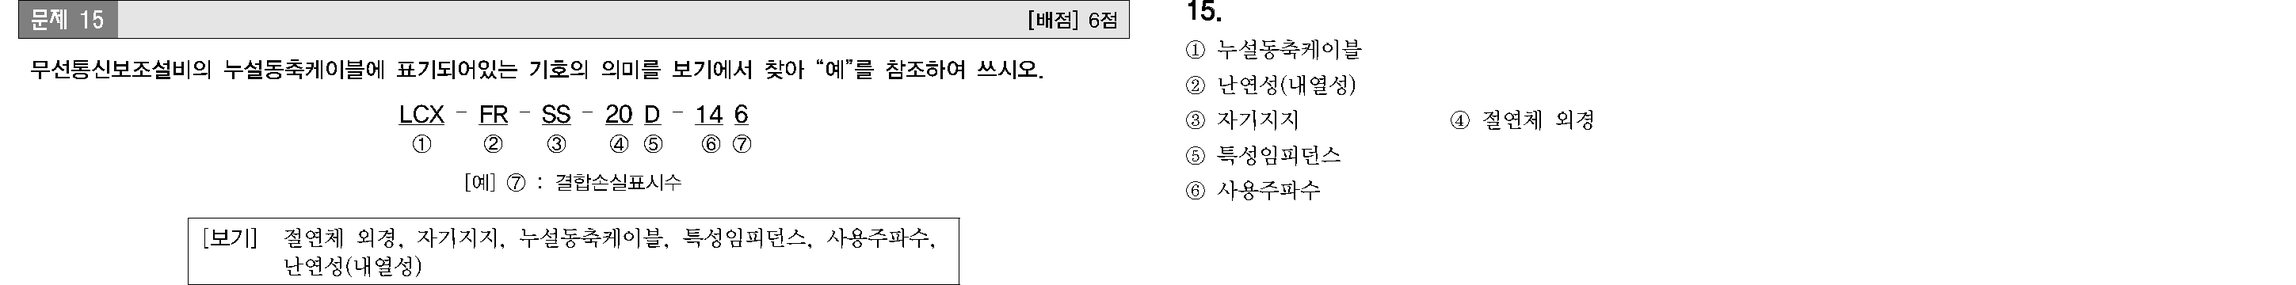 문제 15 [배점] 6점
무선통신보조설비의 누설동축케이블에 표기되어있는 기호의 의미를 보기에서 찾아 “예”를 참조하여 쓰시오.
LCX - FR - SS - 20 D - 14 6
① ② ③ ④ ⑤ ⑥ ⑦
[예] ⑦ : 결합손실표시수
[보기] 절연체 외경, 자기지지, 누설동축케이블, 특성임피던스, 사용주파수,
난연성(내열성)
15.
① 누설동축케이블
② 난연성(내열성)
③ 자기지지 ④ 절연체 외경
⑤ 특성임피던스
⑥ 사용주파수